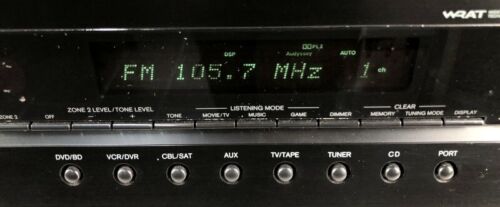 WRAT
DSP
DD PLⅡ
Audyssey
AUTO
FM 105.7 MHz 1 ch
ZONE 2 LEVEL/TONE LEVEL
LISTENING MODE
CLEAR
ZONE 2 OFF - + TONE MOVIE/TV MUSIC GAME DIMMER MEMORY TUNING MODE DISPLAY
DVD/BD VCR/DVR CBL/SAT AUX TV/TAPE TUNER CD PORT